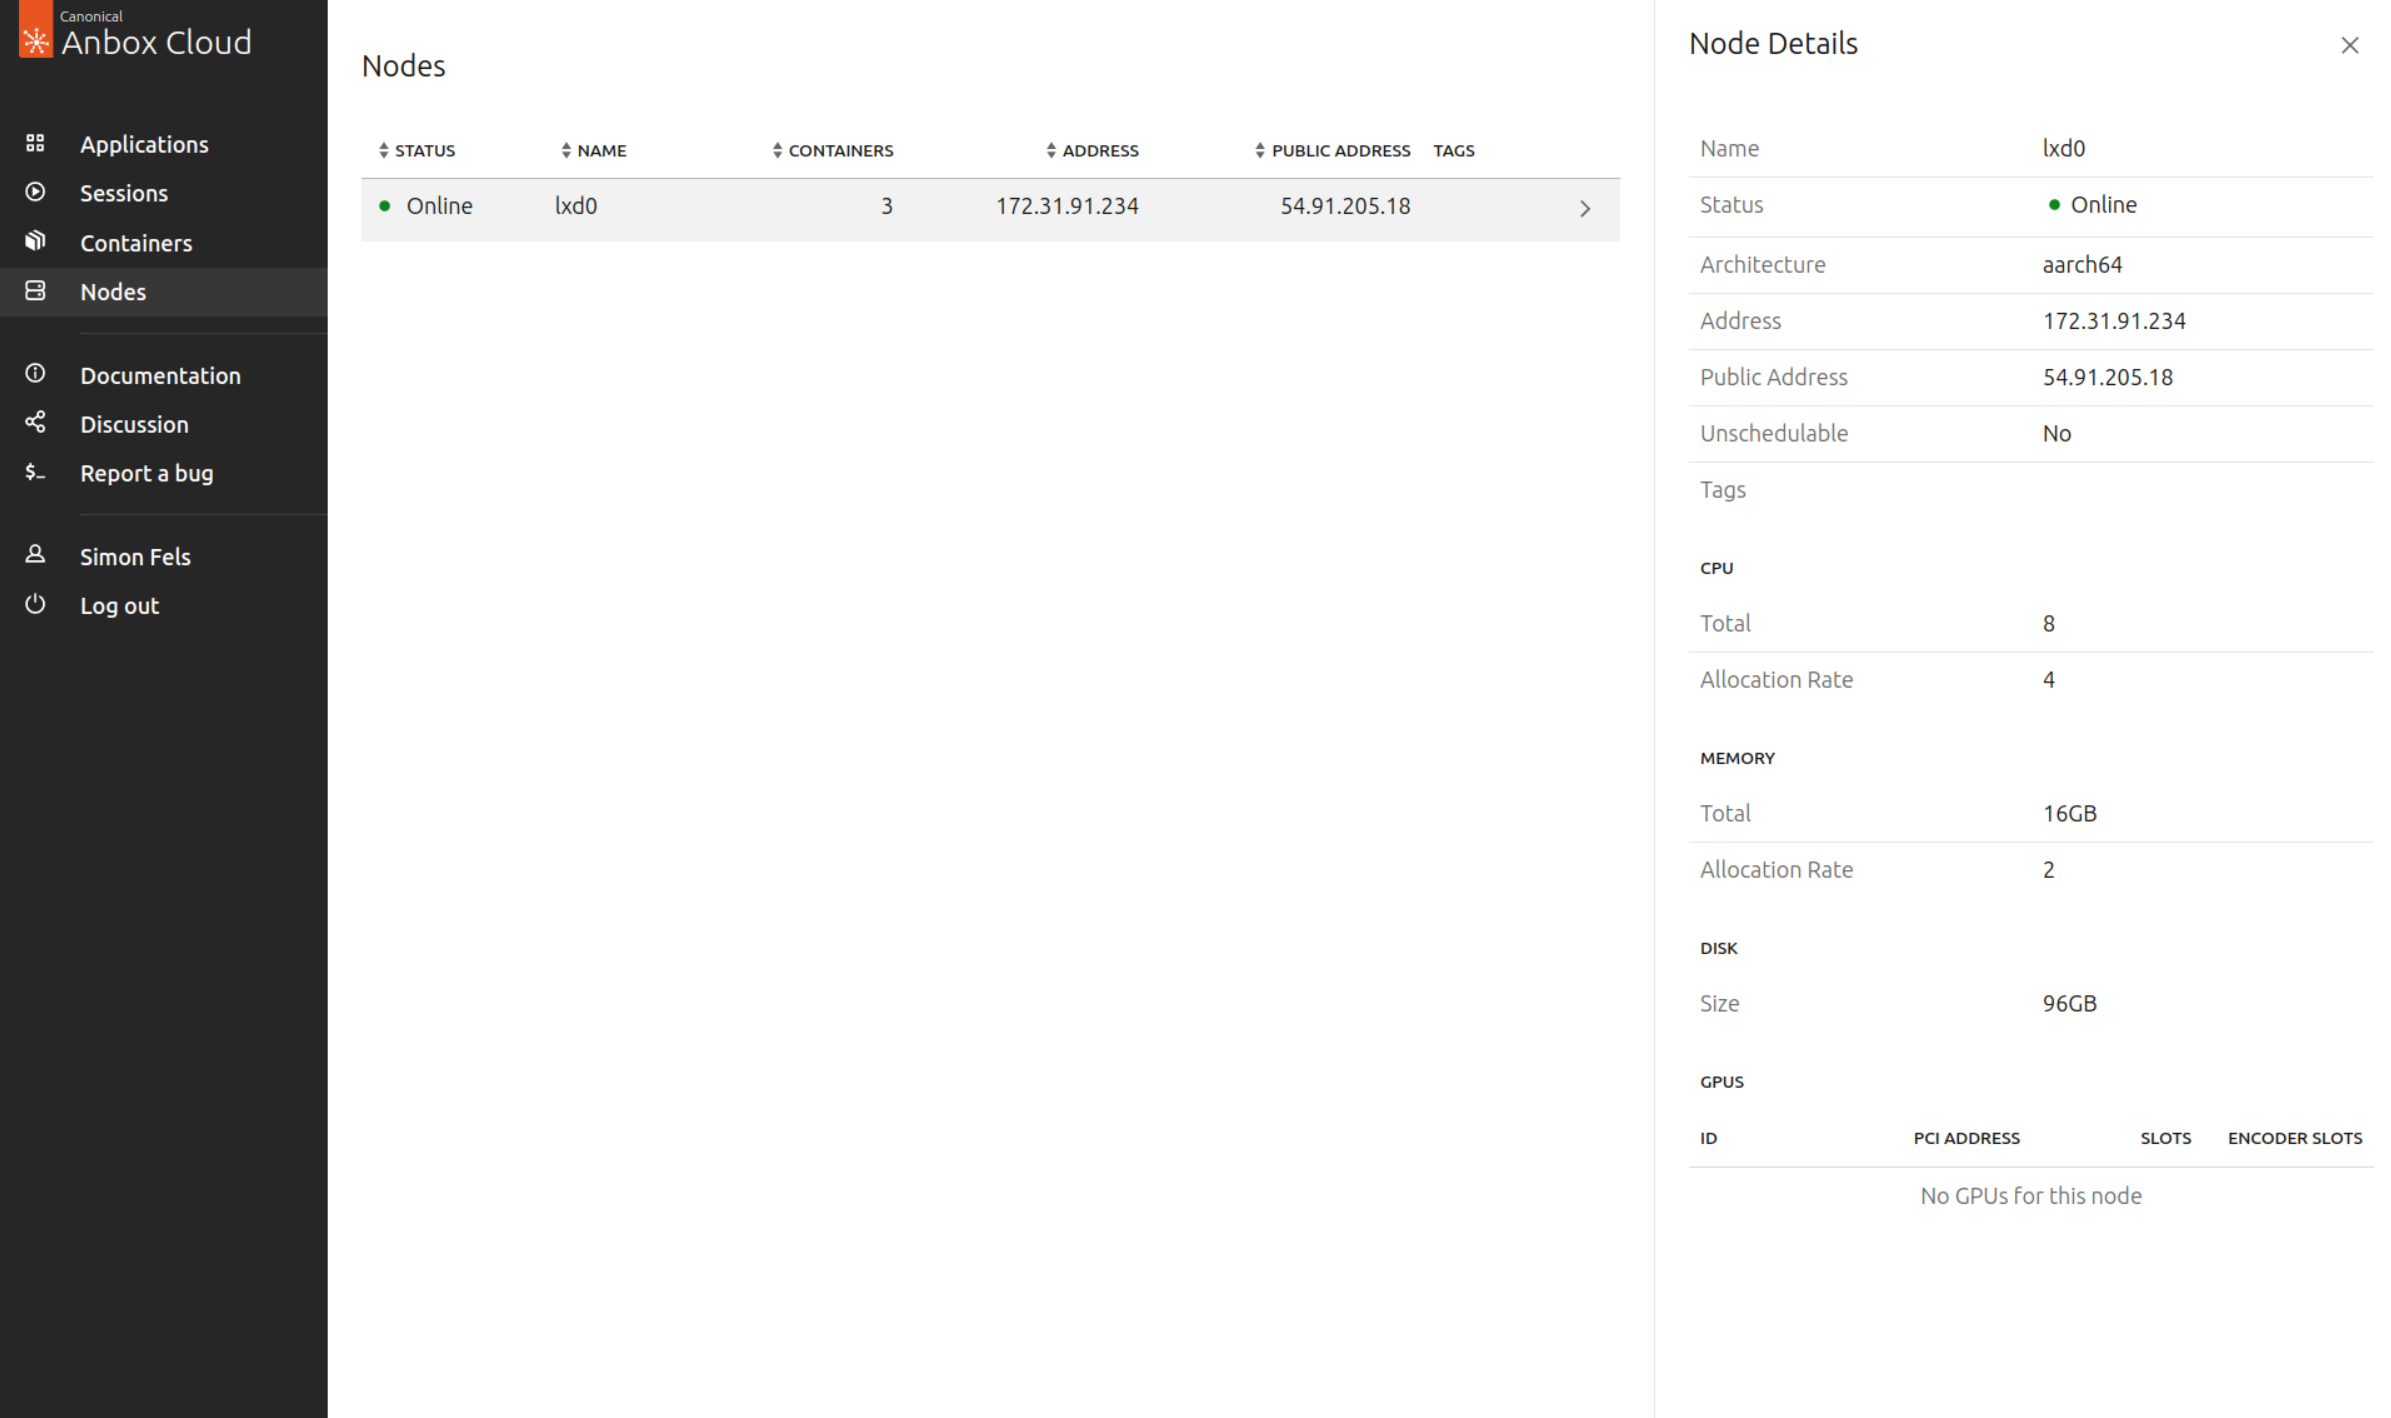 Canonical
Anbox Cloud
Applications
Sessions
Containers
Nodes
Documentation
Discussion
$_ Report a bug
Simon Fels
Log out
Nodes
STATUS NAME CONTAINERS ADDRESS PUBLIC ADDRESS TAGS
Online lxd0 3 172.31.91.234 54.91.205.18
Node Details
Name lxd0
Status Online
Architecture aarch64
Address 172.31.91.234
Public Address 54.91.205.18
Unschedulable No
Tags
CPU
Total 8
Allocation Rate 4
MEMORY
Total 16GB
Allocation Rate 2
DISK
Size 96GB
GPUS
ID PCI ADDRESS SLOTS ENCODER SLOTS
No GPUs for this node